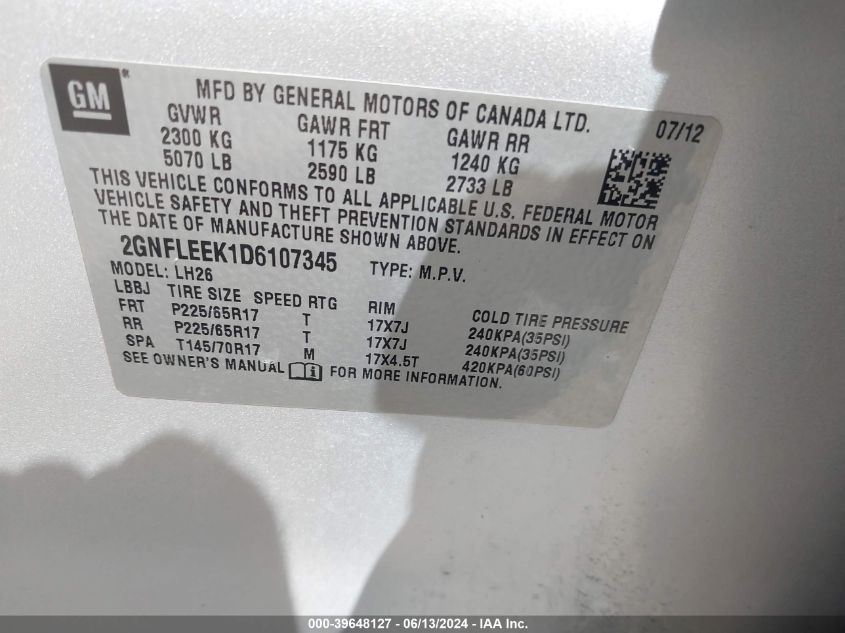 GM ®
MFD BY GENERAL MOTORS OF CANADA LTD. 07/12
GVWR GAWR FRT GAWR RR
2300 KG 1175 KG 1240 KG
5070 LB 2590 LB 2733 LB
THIS VEHICLE CONFORMS TO ALL APPLICABLE U.S. FEDERAL MOTOR
VEHICLE SAFETY AND THEFT PREVENTION STANDARDS IN EFFECT ON
THE DATE OF MANUFACTURE SHOWN ABOVE.
2GNFLEEK1D6107345 TYPE: M.P.V.
MODEL: LH26
LBBJ TIRE SIZE SPEED RTG RIM COLD TIRE PRESSURE
FRT P225/65R17 T 17X7J 240KPA(35PSI)
RR P225/65R17 T 17X7J 240KPA(35PSI)
SPA T145/70R17 M 17X4.5T 420KPA(60PSI)
SEE OWNER'S MANUAL i FOR MORE INFORMATION.
000-39648127 - 06/13/2024 - IAA Inc.